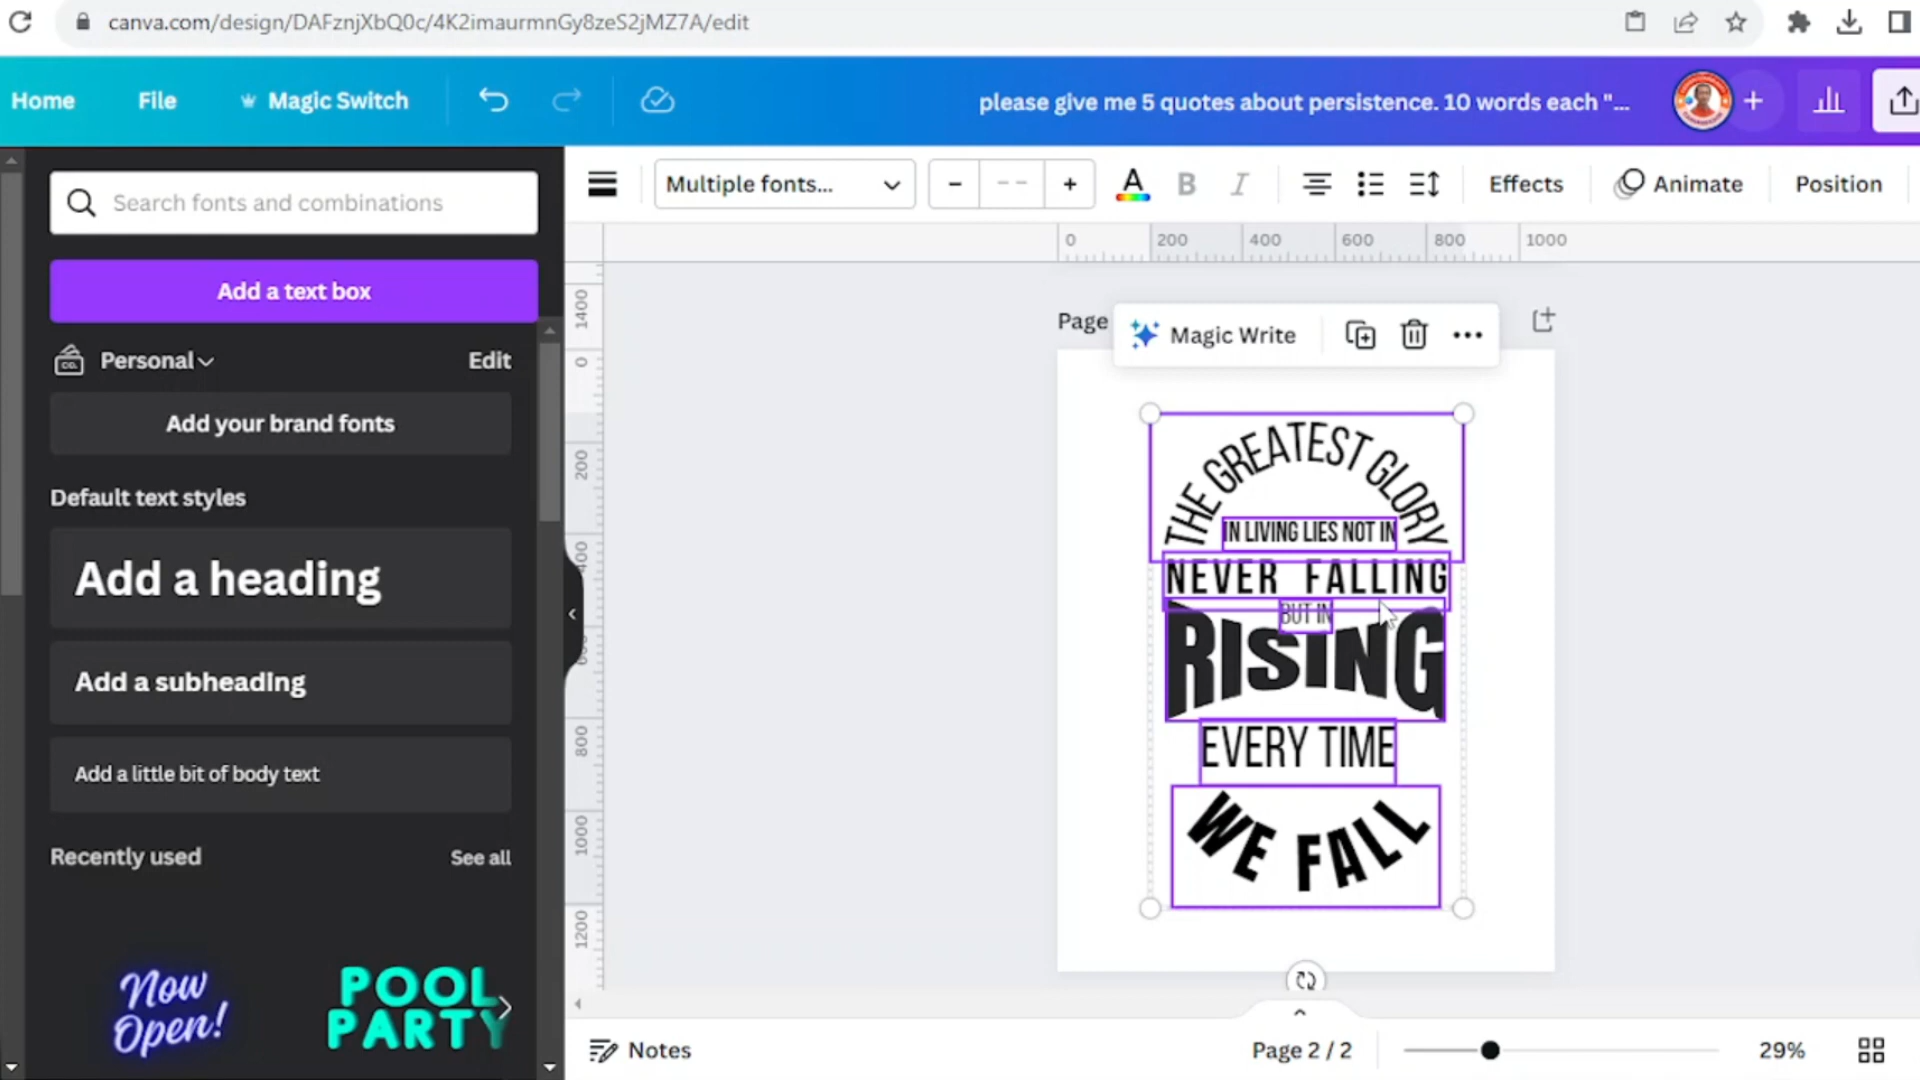 canva.com/design/DAFznjXbQ0c/4K2imaurmnGy8zeS2jMZ7A/edit
Home File Magic Switch please give me 5 quotes about persistence. 10 words each "...
Search fonts and combinations
Multiple fonts... – -- + A B I Effects Animate Position
Add a text box
0 200 400 600 800 1000
Page
Magic Write
Personal Edit
Add your brand fonts
Default text styles
Add a heading
Add a subheading
Add a little bit of body text
Recently used See all
Now
Open!
POOL
PARTY
1400
0
200
400
800
1000
1200
THE GREATEST GLORY
IN LIVING LIES NOT IN
NEVER FALLING
BUT IN
RISING
EVERY TIME
WE FALL
Notes Page 2 / 2 29%